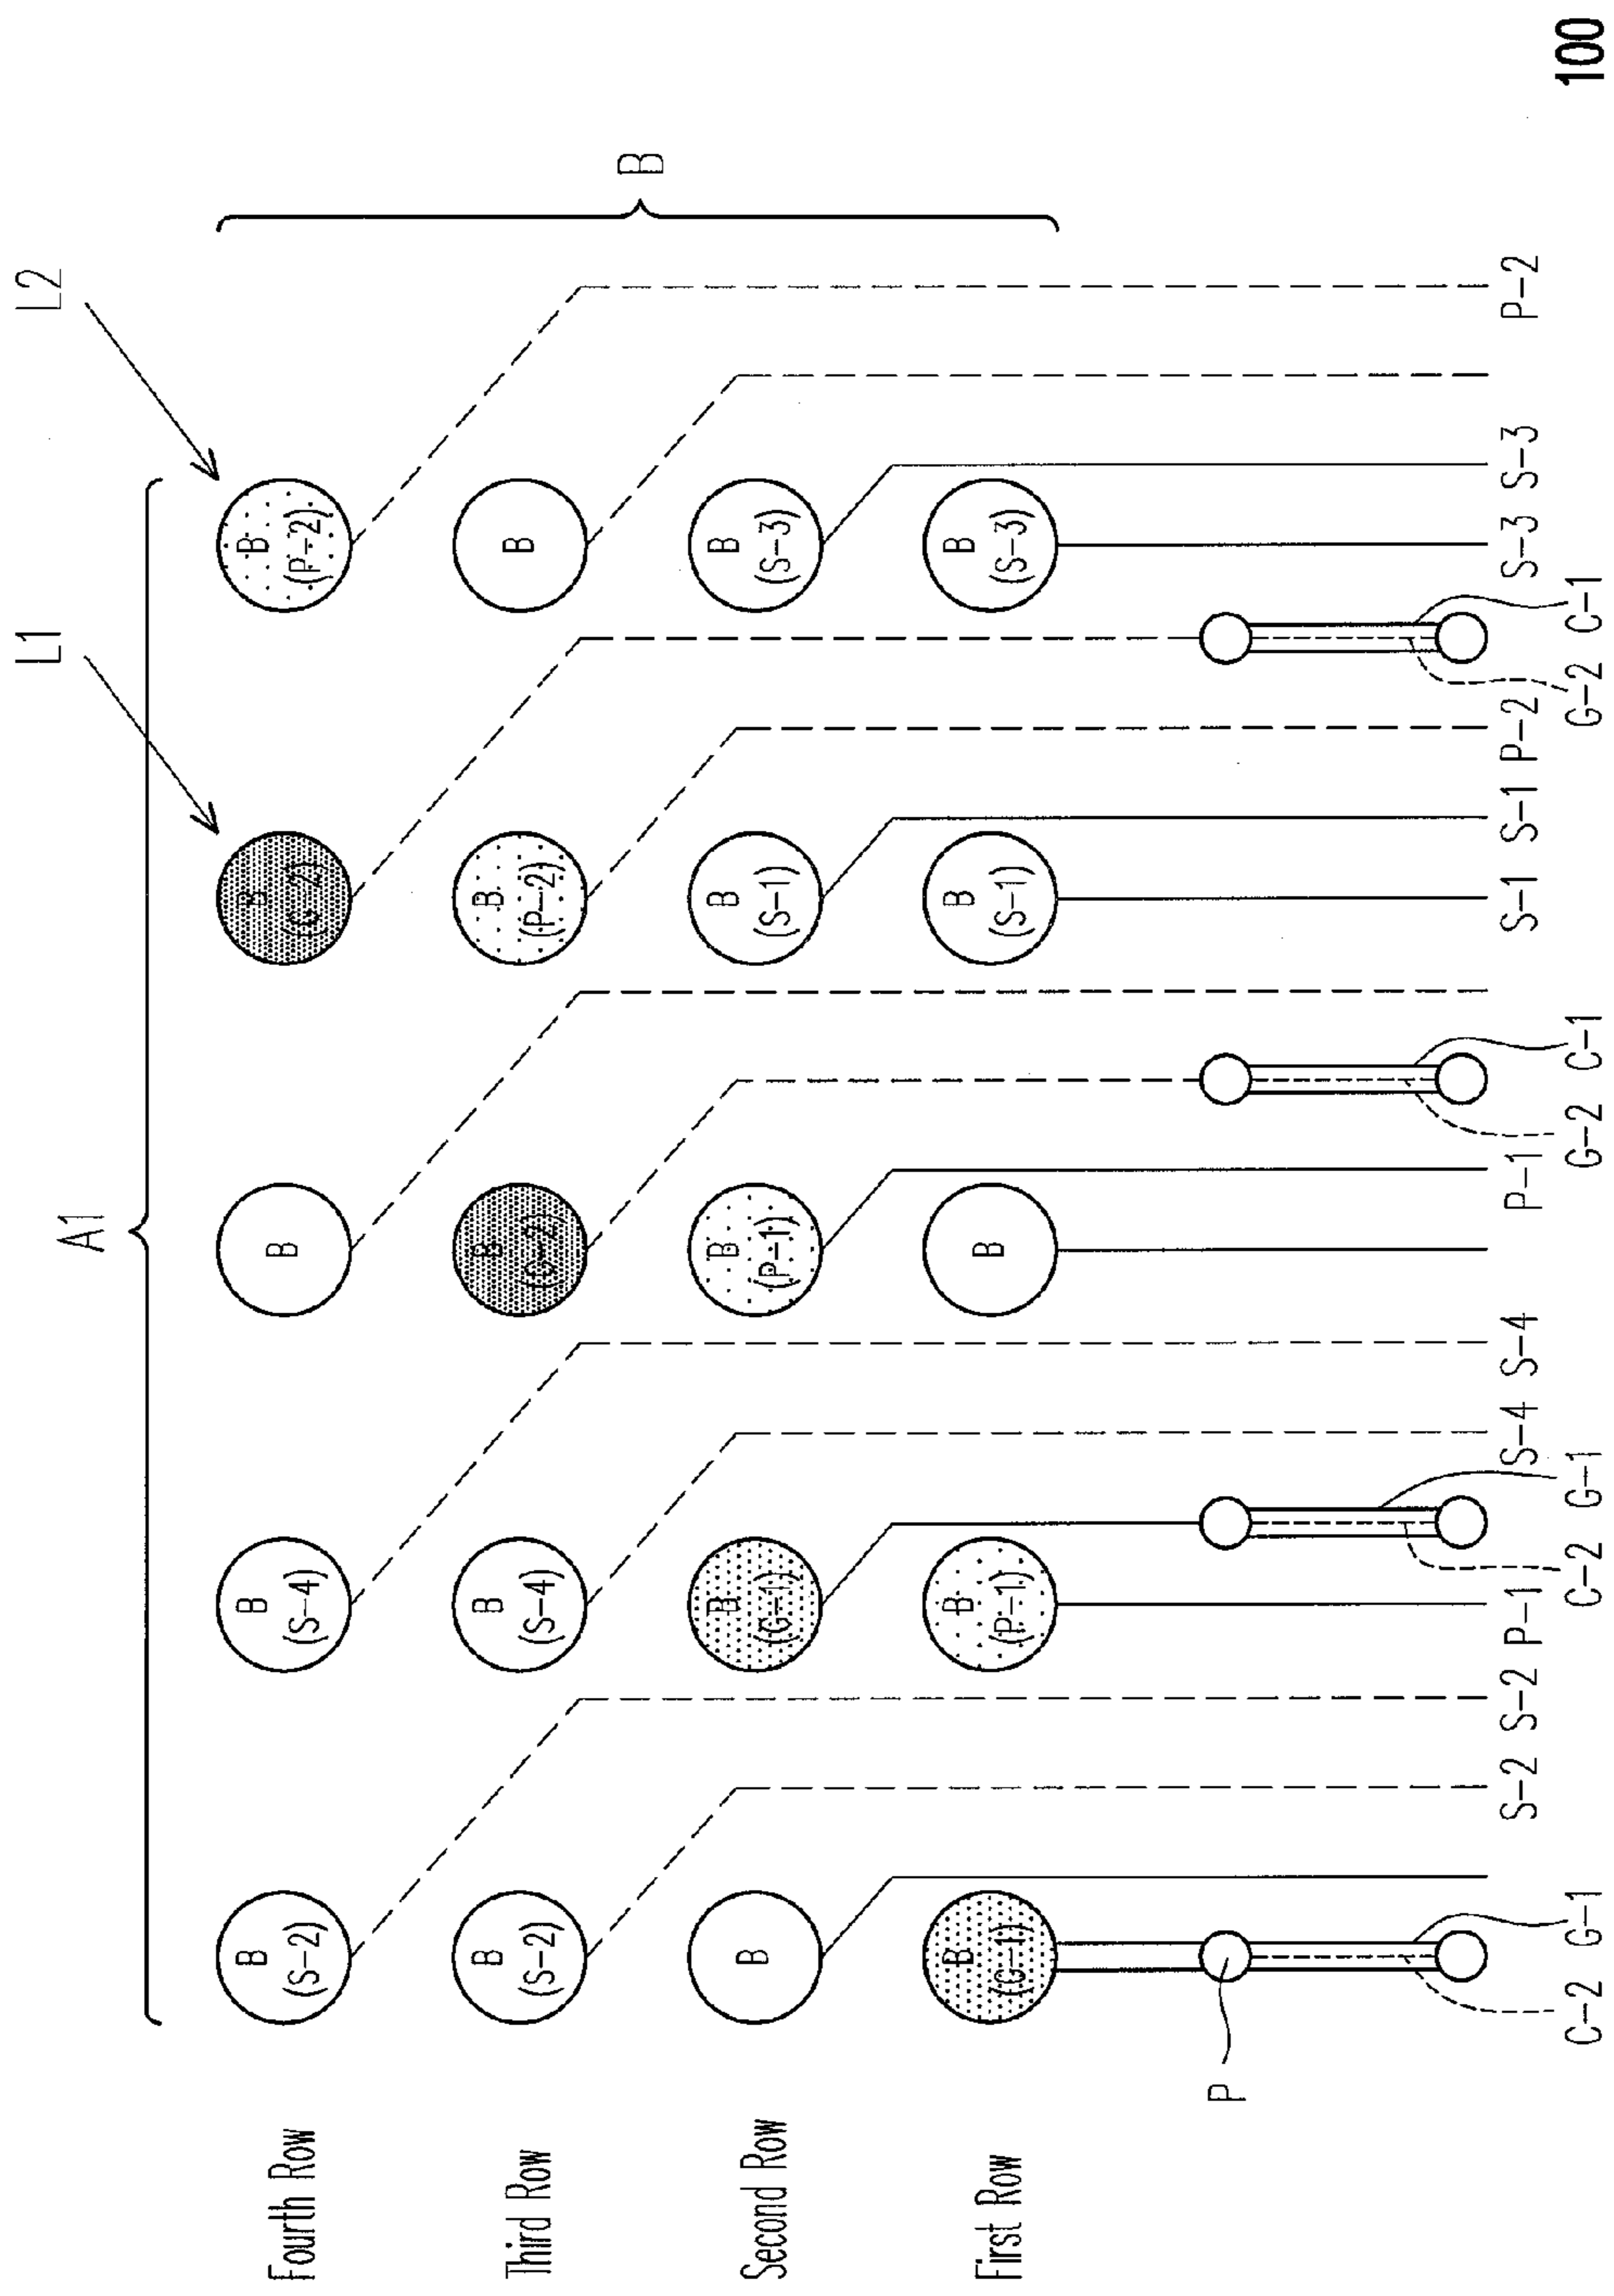 L1 L2
A1
Fourth Row
B B B B B
(S-2) (S-4) (G-2) (P-2)
Third Row
B B B B B
(S-2) (S-4) (G-2) (P-2)
B
Second Row
B B B B B
(G-1) (P-1) (S-1) (S-3)
First Row
B B B B B
(G-1) (P-1) (S-1) (S-3)
P
S-2 S-2 P-1 S-4 S-4 P-1 S-1 S-1 P-2 S-3 S-3 P-2
C-2 G-1 C-2 G-1 G-2 C-1 G-2 C-1
100